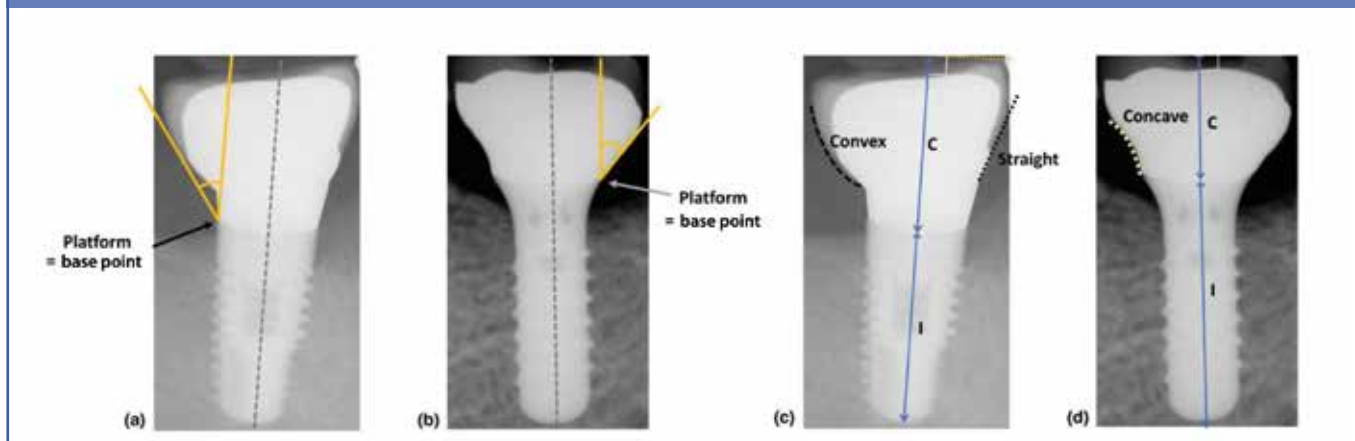 Platform
= base point
(a)
Platform
= base point
(b)
Convex
C
Straight
I
(c)
Concave
C
I
(d)